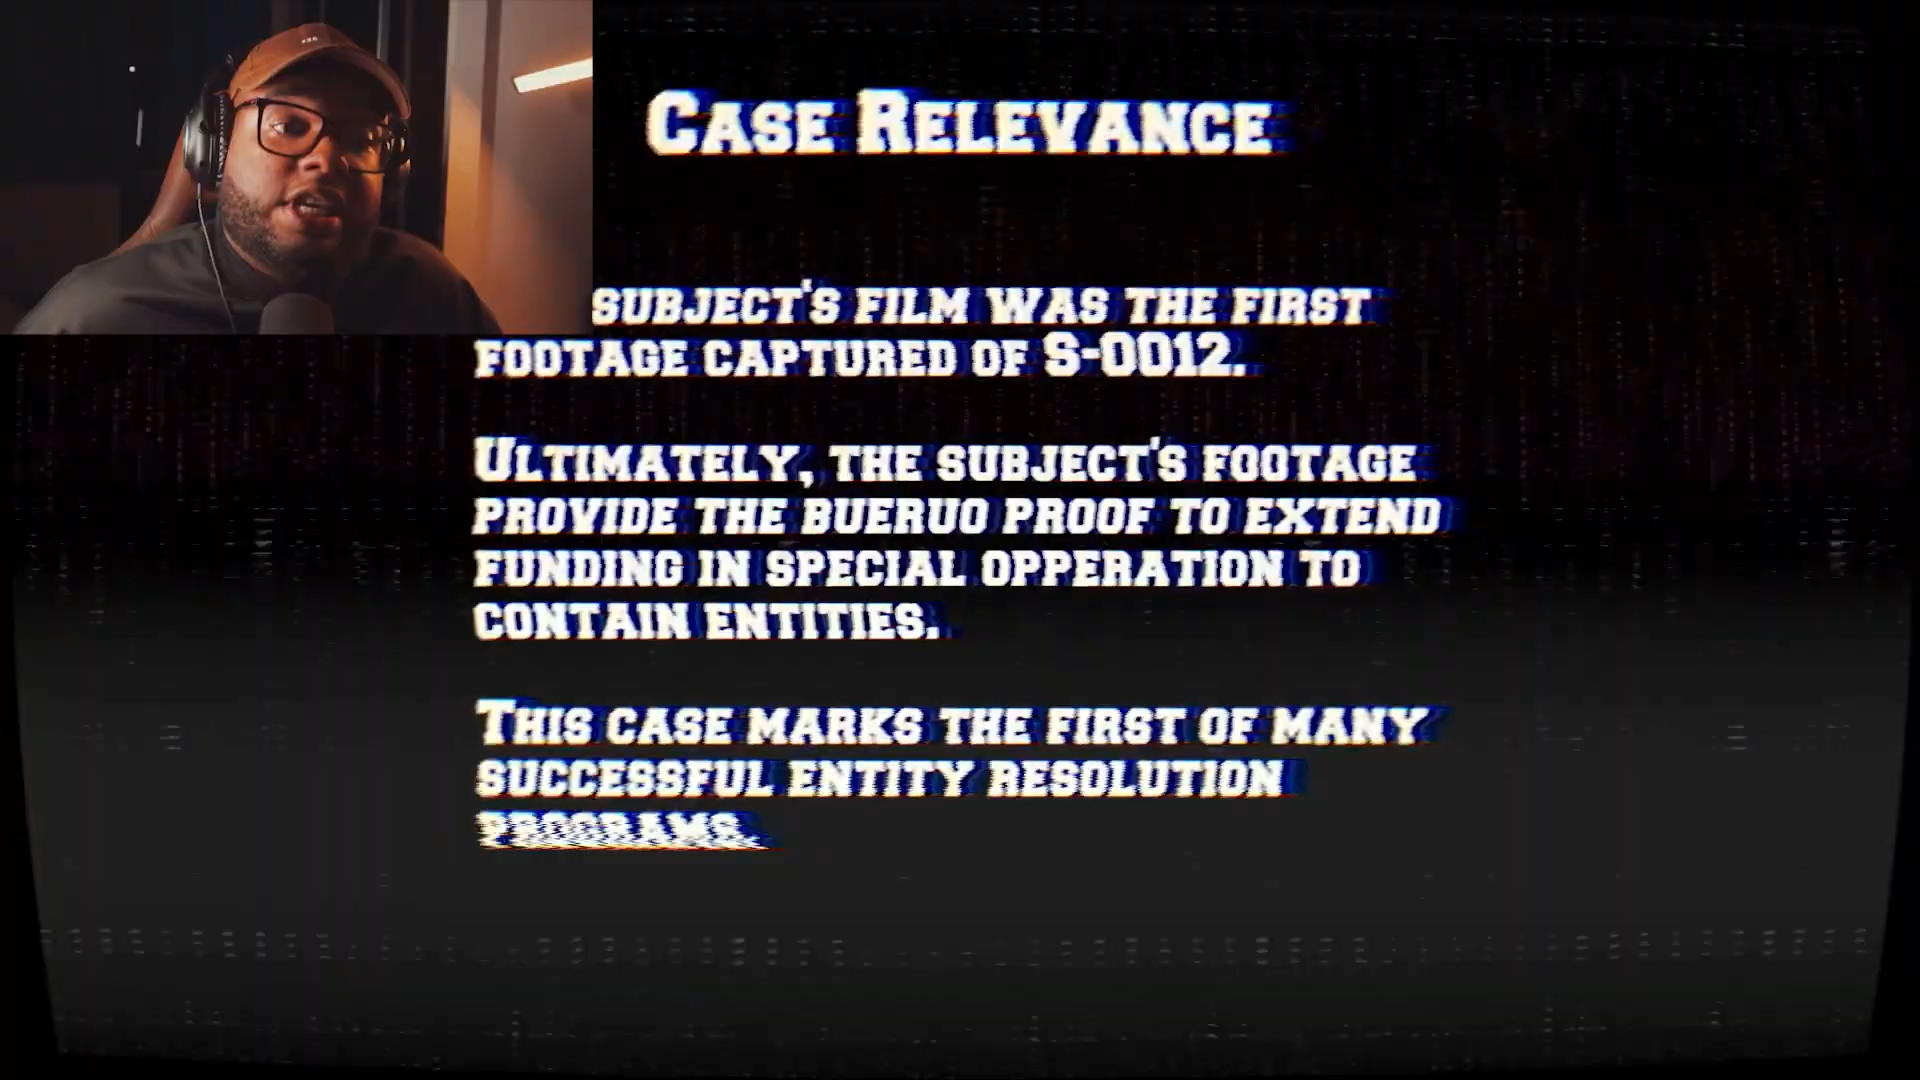 Case Relevance
subject's film was the first
footage captured of S-0012.
Ultimately, the subject's footage
provide the Bueruo proof to extend
funding in special opperation to
contain entities.
This case marks the first of many
successful entity resolution
programs.